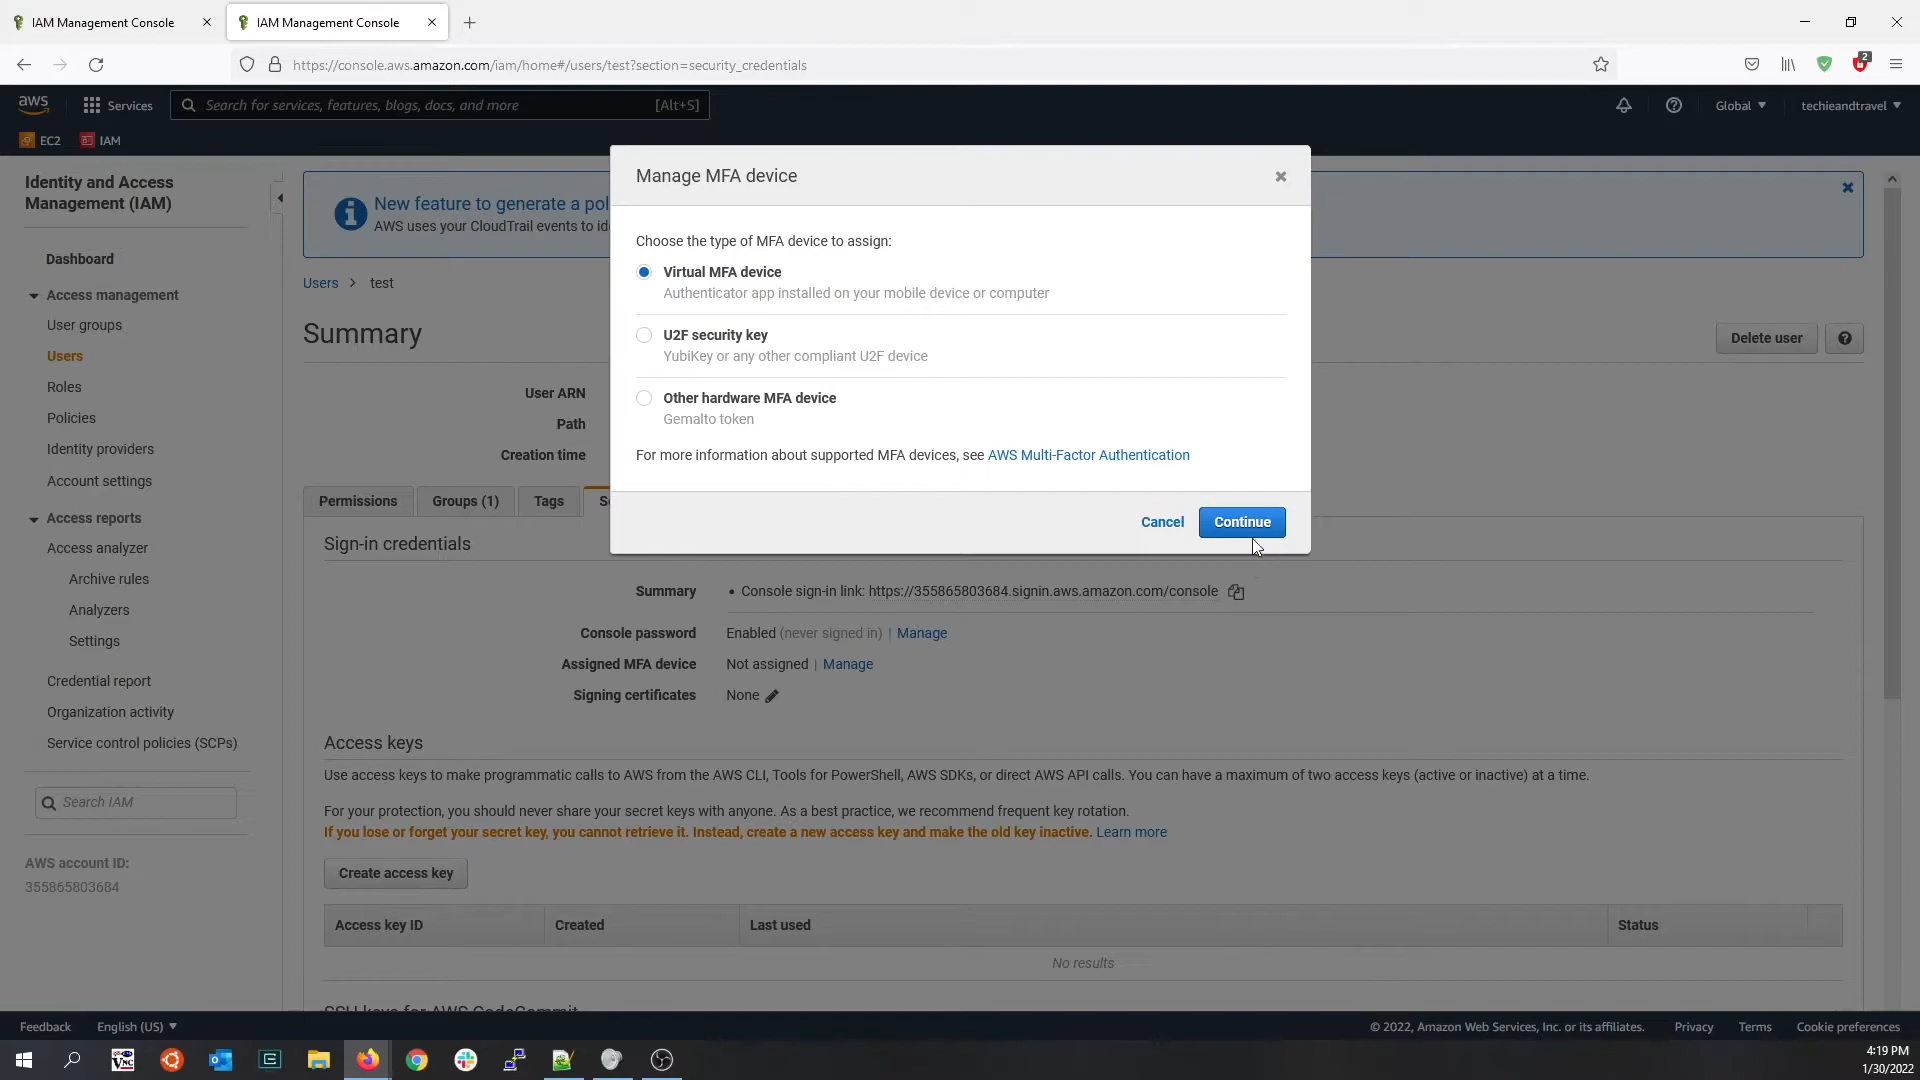 IAM Management Console
IAM Management Console
https://console.aws.amazon.com/iam/home#/users/test?section=security_credentials
2
aws
Services
Search for services, features, blogs, docs, and more
[Alt+S]
Global
techieandtravel
EC2
IAM
Identity and Access
Management (IAM)
Dashboard
Access management
User groups
Users
Roles
Policies
Identity providers
Account settings
Access reports
Access analyzer
Archive rules
Analyzers
Settings
Credential report
Organization activity
Service control policies (SCPs)
Search IAM
AWS account ID:
355865803684
New feature to generate a pol
AWS uses your CloudTrail events to id
Users > test
Summary
Delete user
User ARN
Path
Creation time
Permissions
Groups (1)
Tags
Se
Manage MFA device
Choose the type of MFA device to assign:
Virtual MFA device
Authenticator app installed on your mobile device or computer
U2F security key
YubiKey or any other compliant U2F device
Other hardware MFA device
Gemalto token
For more information about supported MFA devices, see AWS Multi-Factor Authentication
Cancel
Continue
Sign-in credentials
Summary
• Console sign-in link: https://355865803684.signin.aws.amazon.com/console
Console password
Enabled (never signed in) | Manage
Assigned MFA device
Not assigned | Manage
Signing certificates
None
Access keys
Use access keys to make programmatic calls to AWS from the AWS CLI, Tools for PowerShell, AWS SDKs, or direct AWS API calls. You can have a maximum of two access keys (active or inactive) at a time.
For your protection, you should never share your secret keys with anyone. As a best practice, we recommend frequent key rotation.
If you lose or forget your secret key, you cannot retrieve it. Instead, create a new access key and make the old key inactive. Learn more
Create access key
Access key ID
Created
Last used
Status
No results
SSH keys for AWS CodeCommit
Feedback
English (US)
© 2022, Amazon Web Services, Inc. or its affiliates.
Privacy
Terms
Cookie preferences
4:19 PM
1/30/2022